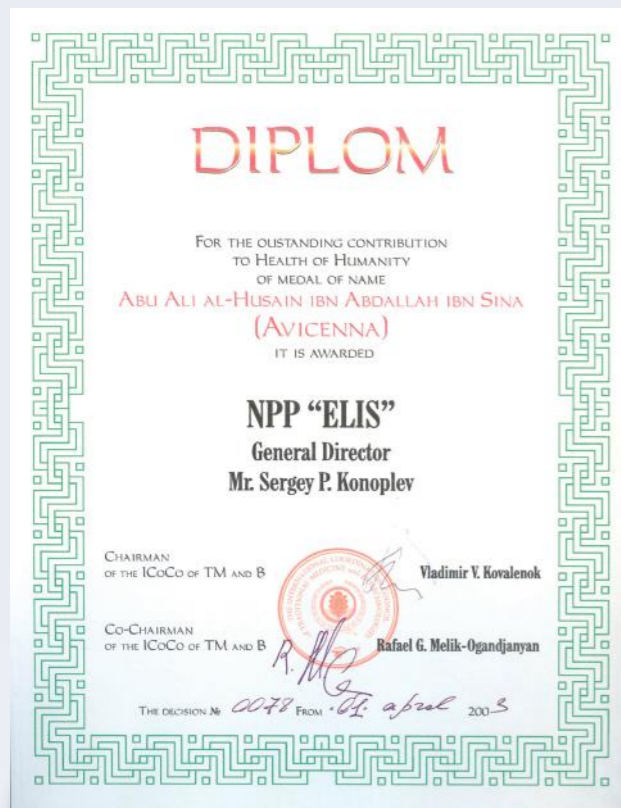 DIPLOM
FOR THE OUSTANDING CONTRIBUTION
TO HEALTH OF HUMANITY
OF MEDAL OF NAME
ABU ALI AL-HUSAIN IBN ABDALLAH IBN SINA
(AVICENNA)
IT IS AWARDED
NPP “ELIS”
General Director
Mr. Sergey P. Konoplev
CHAIRMAN
OF THE ICOCO OF TM AND B
Vladimir V. Kovalenok
CO-CHAIRMAN
OF THE ICOCO OF TM AND B
Rafael G. Melik-Ogandjanyan
THE DECISION № 0078 FROM 01. aprel 2003